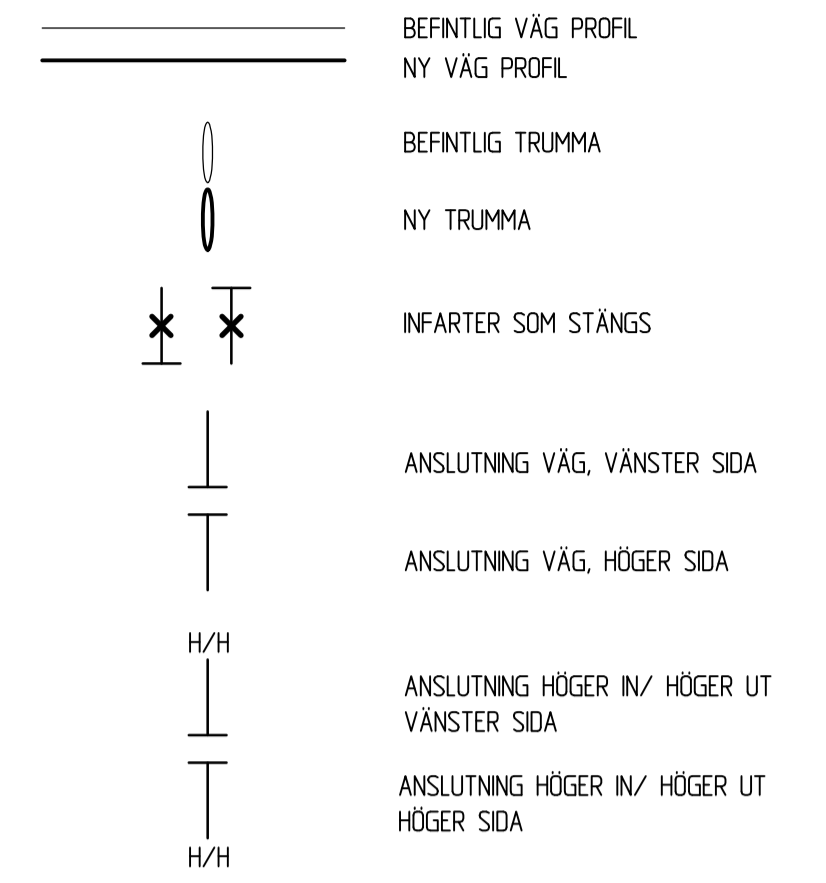 BEFINTLIG VÄG PROFIL
NY VÄG PROFIL
BEFINTLIG TRUMMA
NY TRUMMA
INFARTER SOM STÄNGS
ANSLUTNING VÄG, VÄNSTER SIDA
ANSLUTNING VÄG, HÖGER SIDA
H/H
ANSLUTNING HÖGER IN/ HÖGER UT
VÄNSTER SIDA
ANSLUTNING HÖGER IN/ HÖGER UT
HÖGER SIDA
H/H